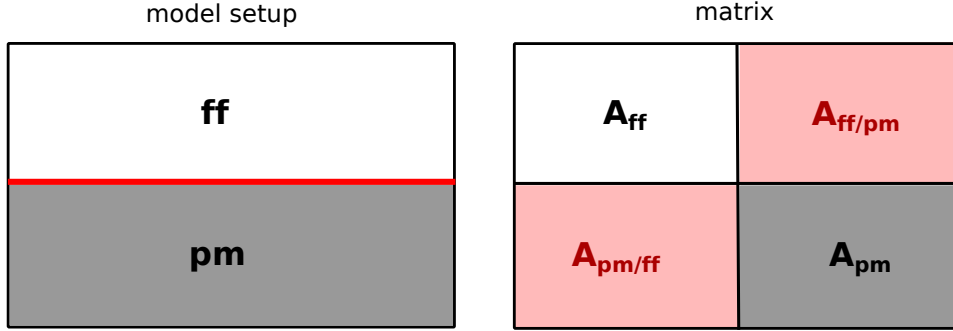 model setup
matrix
ff
A_ff
A_ff/pm
pm
A_pm/ff
A_pm